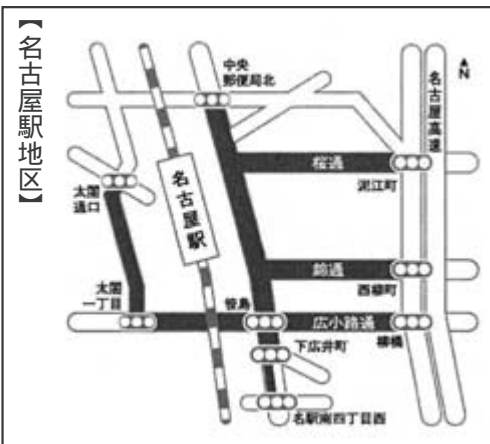 【名古屋駅地区】
中央
郵便局北
名古屋高速
N
桜通
泥江町
太閤
通口
名古屋駅
錦通
西柳町
太閤
一丁目
笹島
広小路通
柳橋
下広井町
名駅南四丁目西